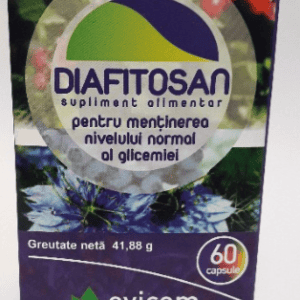 DIAFITOSAN
supliment alimentar
pentru menținerea
nivelului normal
al glicemiei
Greutate netă 41,88 g
60
capsule